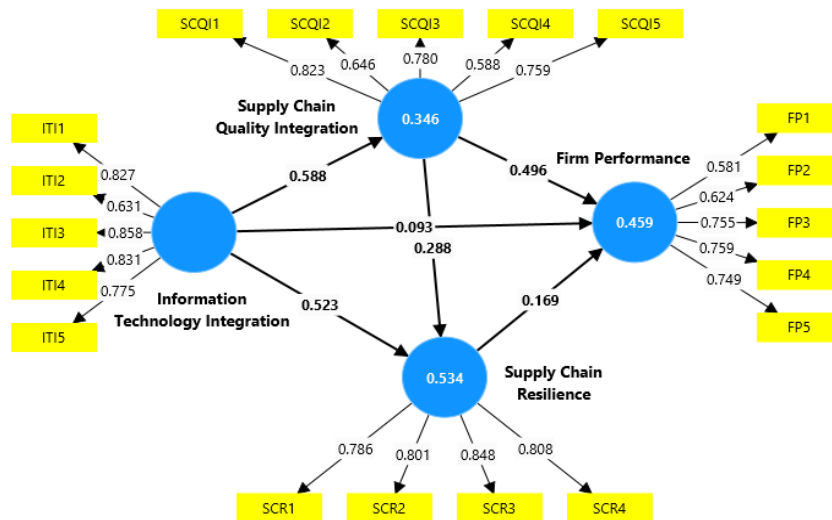 SCQI1
SCQI2
SCQI3
SCQI4
SCQI5
0.823
0.646
0.780
0.588
0.759
Supply Chain
Quality Integration
0.346
ITI1
ITI2
ITI3
ITI4
ITI5
0.827
0.631
0.858
0.831
0.775
Information
Technology Integration
0.588
0.093
0.288
0.523
0.496
0.169
Firm Performance
0.459
0.581
0.624
0.755
0.759
0.749
FP1
FP2
FP3
FP4
FP5
0.534
Supply Chain
Resilience
0.786
0.801
0.848
0.808
SCR1
SCR2
SCR3
SCR4